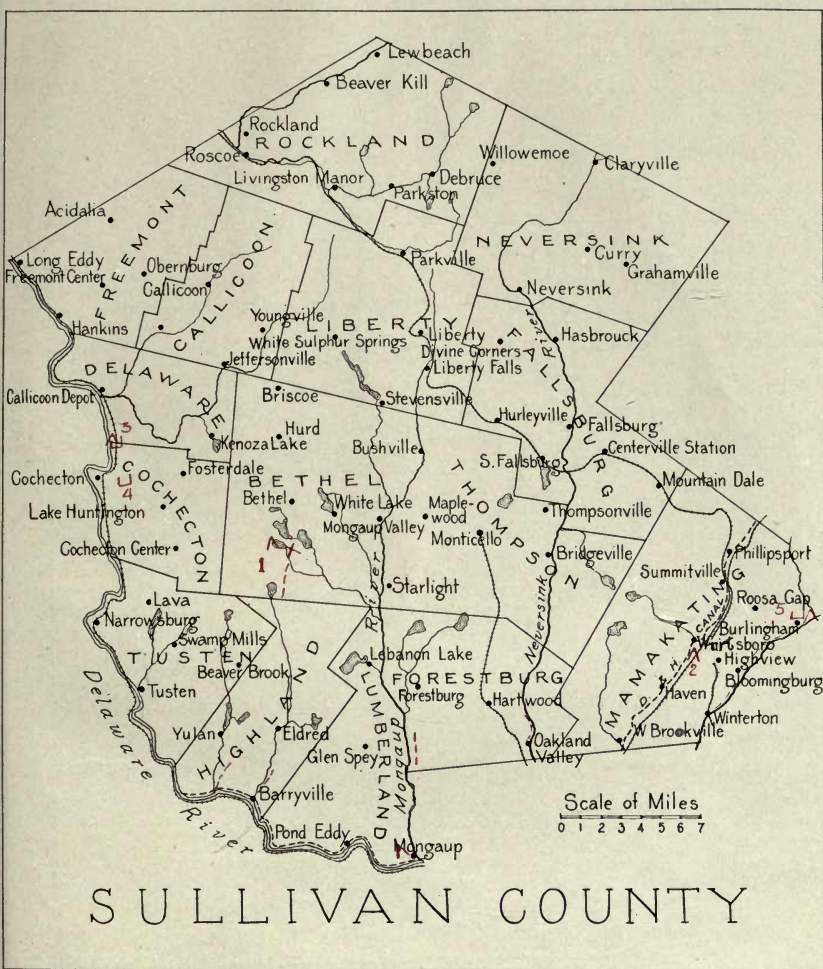 Lewbeach
Beaver Kill
Rockland
ROCKLAND
Roscoe
Willowemoe
Claryville
Livingston Manor
Debruce
Parkston
Acidalia
FREEMONT
CALLICOON
NEVERSINK
Curry
Grahamville
Long Eddy
Freemont Center
Obernburg
Callicoon
Parkville
Neversink
Hankins
Youngville
LIBERTY
White Sulphur Springs
Liberty
Divine Corners
FALLSBURG
River
Hasbrouck
Jeffersonville
Liberty Falls
DELAWARE
Callicoon Depot
Briscoe
Stevensville
Hurleyville
Fallsburg
3
Hurd
Kenoza Lake
Bushville
S. Fallsburg
Centerville Station
Cochecton
4
COCHECTON
Fosterdale
BETHEL
Bethel
THOMPSON
Mountain Dale
Lake Huntington
White Lake
Mongaup Valley
Maple-
wood
Monticello
Thompsonville
Cochecton Center
1
Bridgeville
Phillipsport
Summitville
Starlight
River
Neversink
Roosa Gap
5
Lava
Narrowsburg
Burlingham
Wurtsboro
Swamp Mills
TUSTEN
Beaver Brook
HIGHLAND
Lebanon Lake
FORESTBURG
Forestburg
MAMAKATING
D & H CANAL
2
Highview
Bloomingburg
Tusten
LUMBERLAND
Hartwood
Haven
Winterton
Delaware
River
Yulan
Eldred
Glen Spey
Mongaup
Oakland
Valley
W Brookville
Barryville
Pond Eddy
Mongaup
Scale of Miles
0 1 2 3 4 5 6 7
SULLIVAN COUNTY